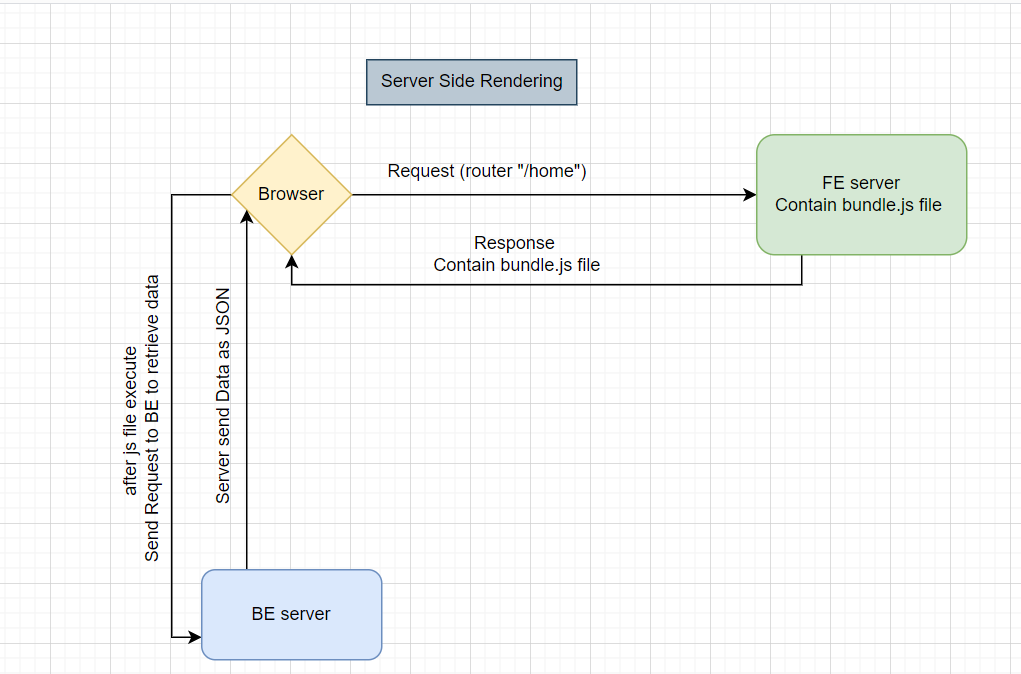 Server Side Rendering
Browser
Request (router "/home")
FE server
Contain bundle.js file
Response
Contain bundle.js file
after js file execute
Send Request to BE to retrieve data
Server send Data as JSON
BE server